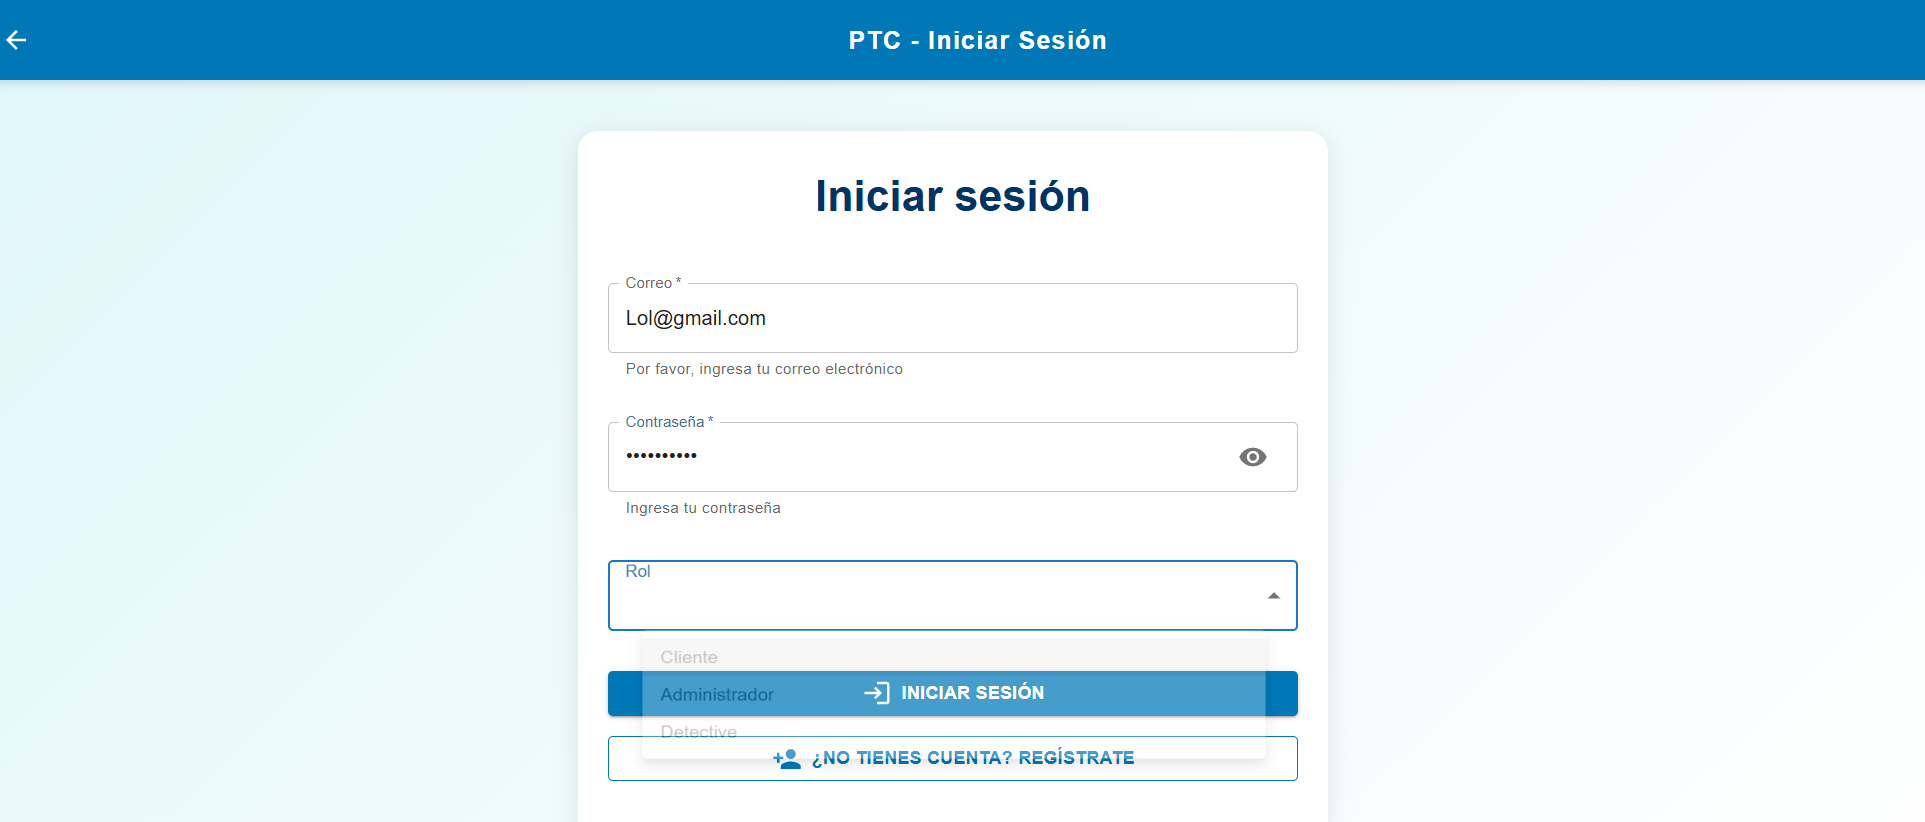 PTC - Iniciar Sesión
Iniciar sesión
Correo *
Lol@gmail.com
Por favor, ingresa tu correo electrónico
Contraseña *
••••••••••
Ingresa tu contraseña
Rol
Cliente
Administrador
INICIAR SESIÓN
Detective
¿NO TIENES CUENTA? REGÍSTRATE